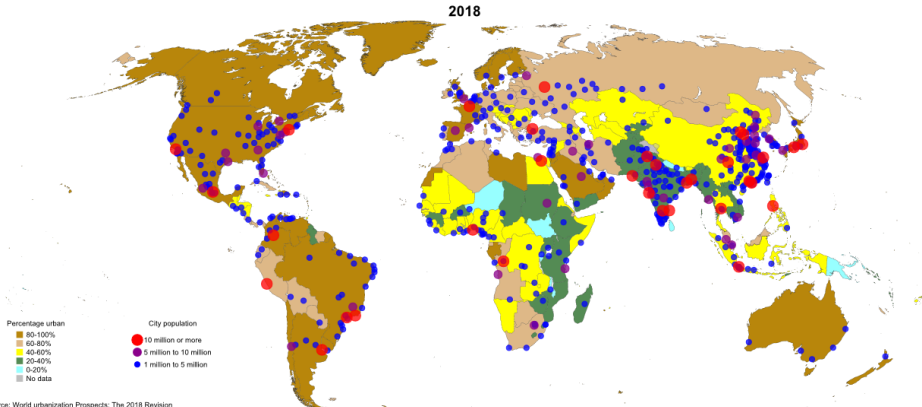 2018
Percentage urban
80-100%
60-80%
40-60%
20-40%
0-20%
No data
City population
10 million or more
5 million to 10 million
1 million to 5 million
rce: World urbanization Prospects: The 2018 Revision